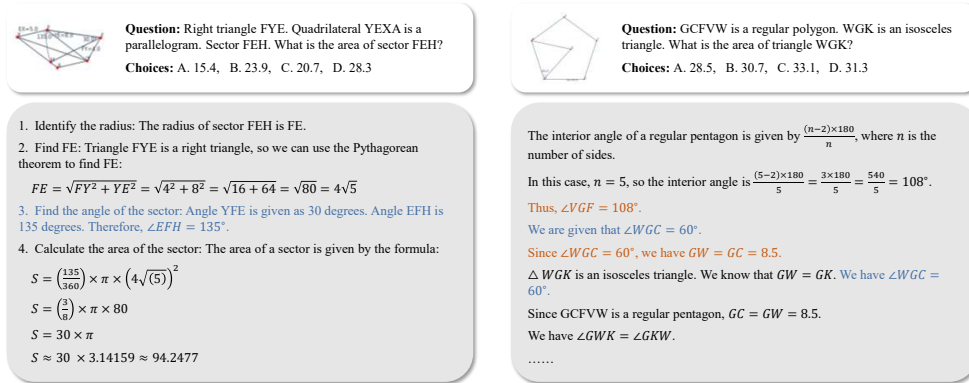 Question: Right triangle FYE. Quadrilateral YEXA is a
parallelogram. Sector FEH. What is the area of sector FEH?
Choices: A. 15.4, B. 23.9, C. 20.7, D. 28.3
1. Identify the radius: The radius of sector FEH is FE.
2. Find FE: Triangle FYE is a right triangle, so we can use the Pythagorean
theorem to find FE:
FE = √(FY² + YE²) = √(4² + 8²) = √(16 + 64) = √80 = 4√5
3. Find the angle of the sector: Angle YFE is given as 30 degrees. Angle EFH is
135 degrees. Therefore, ∠EFH = 135°.
4. Calculate the area of the sector: The area of a sector is given by the formula:
S = (135/360) × π × (4√(5))²
S = (3/8) × π × 80
S = 30 × π
S ≈ 30 × 3.14159 ≈ 94.2477
Question: GCFVW is a regular polygon. WGK is an isosceles
triangle. What is the area of triangle WGK?
Choices: A. 28.5, B. 30.7, C. 33.1, D. 31.3
The interior angle of a regular pentagon is given by (n−2)×180/n, where n is the
number of sides.
In this case, n = 5, so the interior angle is (5−2)×180/5 = 3×180/5 = 540/5 = 108°.
Thus, ∠VGF = 108°.
We are given that ∠WGC = 60°.
Since ∠WGC = 60°, we have GW = GC = 8.5.
△ WGK is an isosceles triangle. We know that GW = GK. We have ∠WGC =
60°.
Since GCFVW is a regular pentagon, GC = GW = 8.5.
We have ∠GWK = ∠GKW.
……